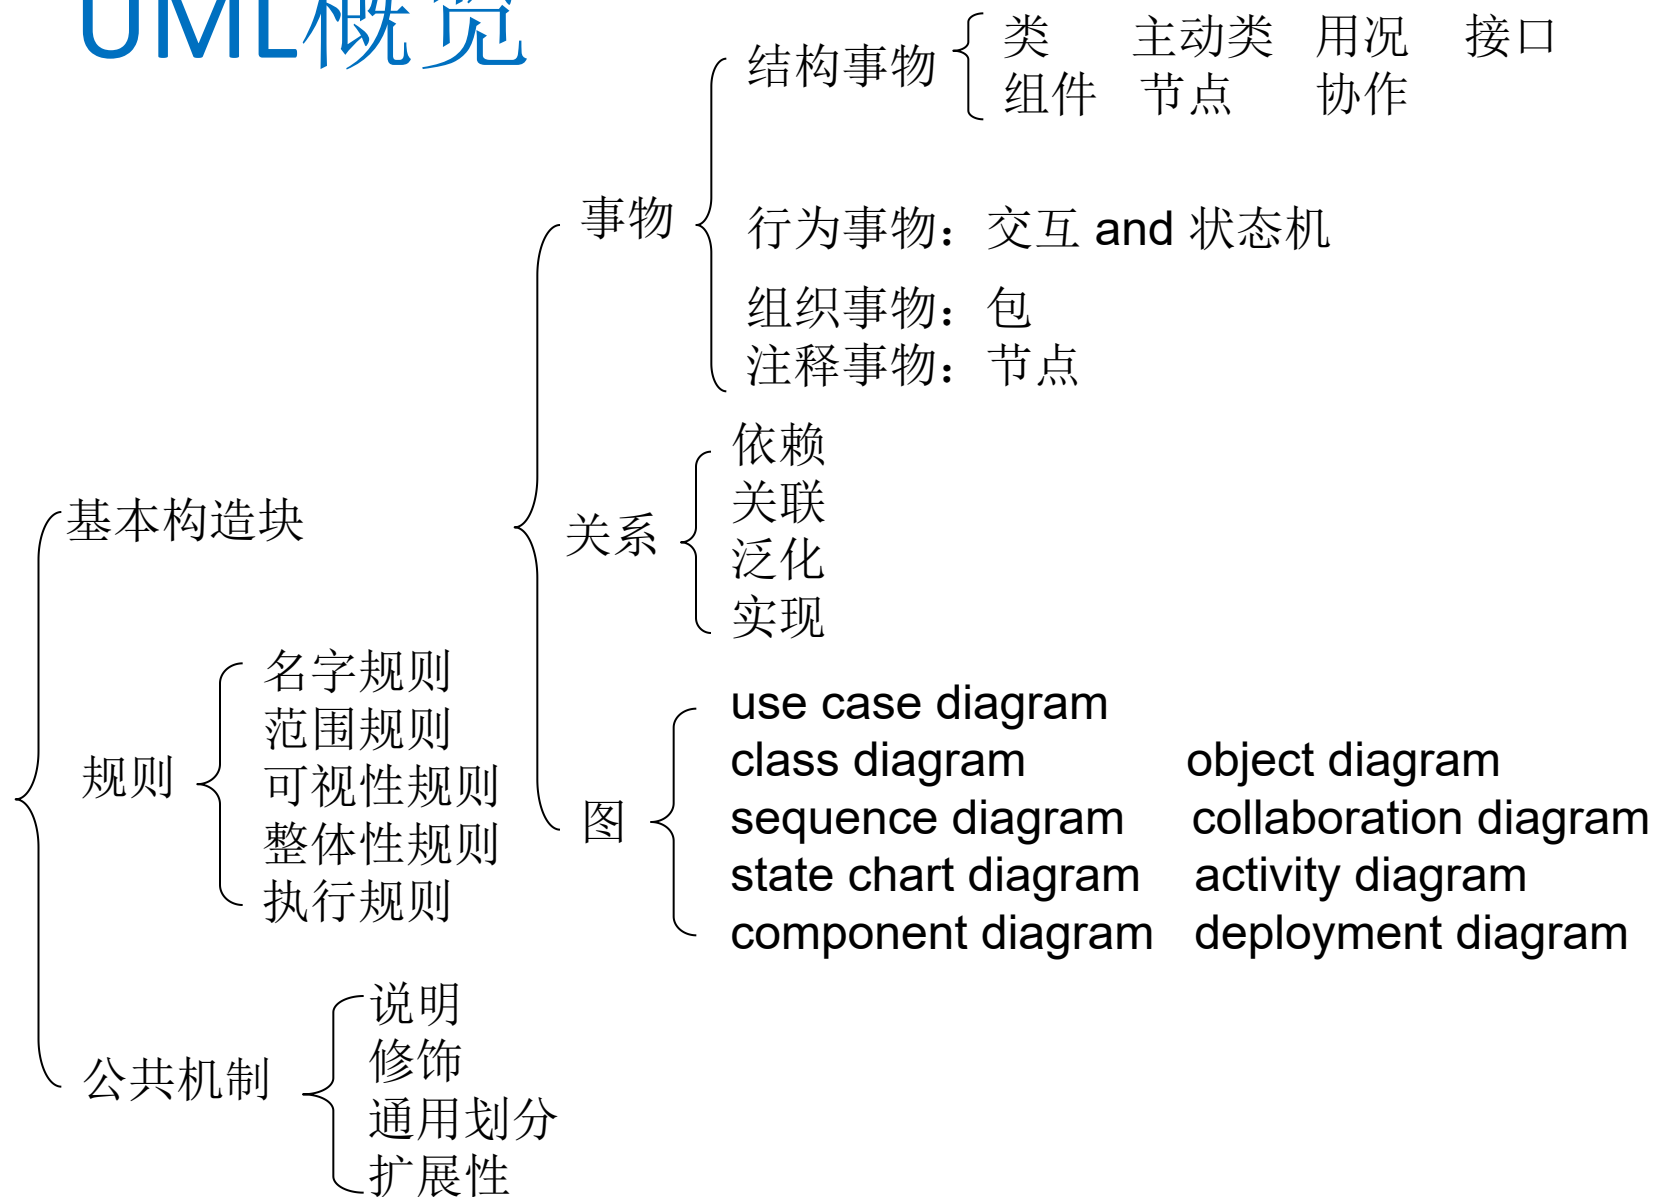 UML概览
结构事物
类 主动类 用况 接口
组件 节点 协作
事物
行为事物：交互 and 状态机
组织事物：包
注释事物：节点
基本构造块
关系
依赖
关联
泛化
实现
图
use case diagram
class diagram object diagram
sequence diagram collaboration diagram
state chart diagram activity diagram
component diagram deployment diagram
规则
名字规则
范围规则
可视性规则
整体性规则
执行规则
公共机制
说明
修饰
通用划分
扩展性